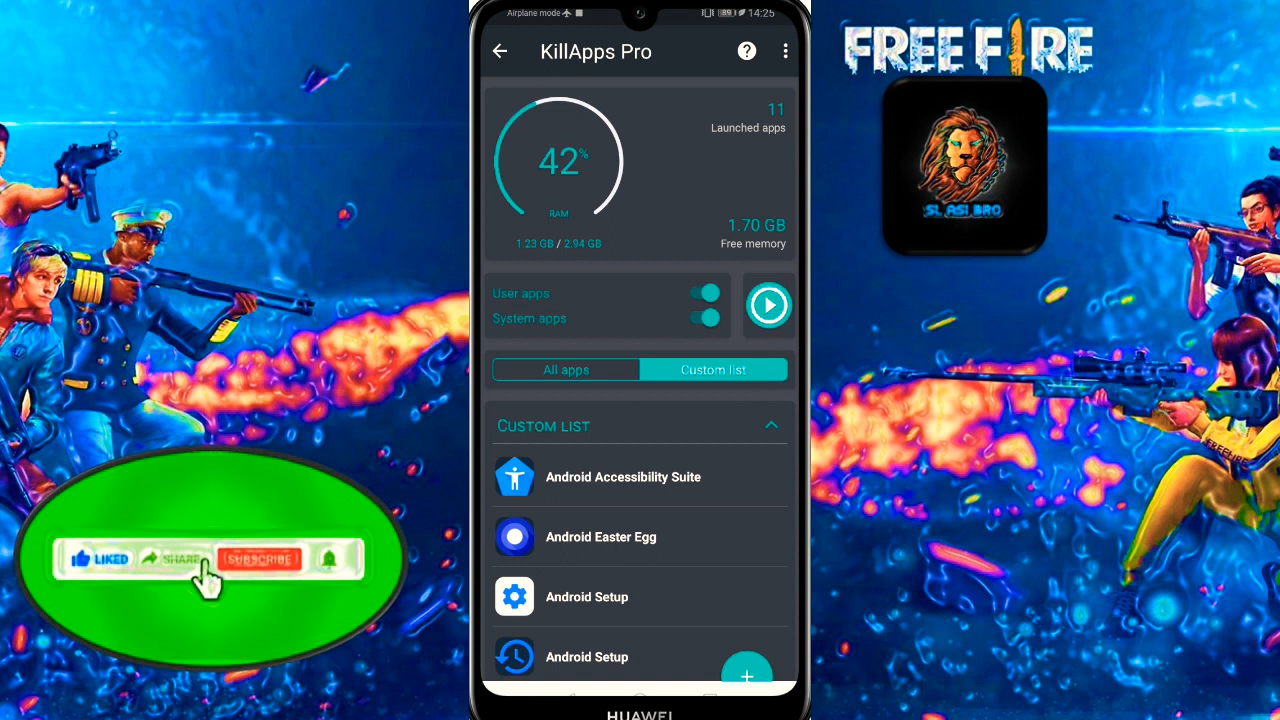 Airplane mode
89
14:25
KillApps Pro
?
11
Launched apps
42%
RAM
1.23 GB / 2.94 GB
1.70 GB
Free memory
User apps
System apps
All apps
Custom list
CUSTOM LIST
Android Accessibility Suite
Android Easter Egg
Android Setup
Android Setup
+
HUAWEI
FREE FIRE
SL ASI BRO
LIKED
SHARE
SUBSCRIBE
FREEFIRE